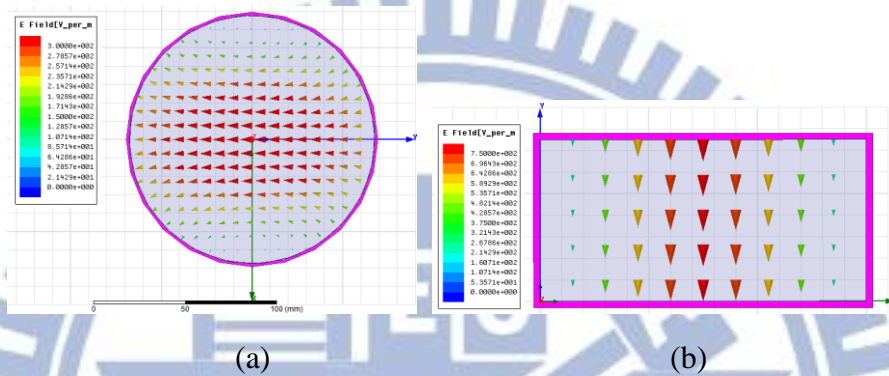 E Field[V_per_m
3.0000e+002
2.7857e+002
2.5714e+002
2.3571e+002
2.1429e+002
1.9286e+002
1.7143e+002
1.5000e+002
1.2857e+002
1.0714e+002
8.5714e+001
6.4286e+001
4.2857e+001
2.1429e+001
0.0000e+000
Y
0
50
100 (mm)
(a)
E Field[V_per_m
7.5000e+002
6.9643e+002
6.4286e+002
5.8929e+002
5.3571e+002
4.8214e+002
4.2857e+002
3.7500e+002
3.2143e+002
2.6786e+002
2.1429e+002
1.6071e+002
1.0714e+002
5.3571e+001
0.0000e+000
Y
(b)